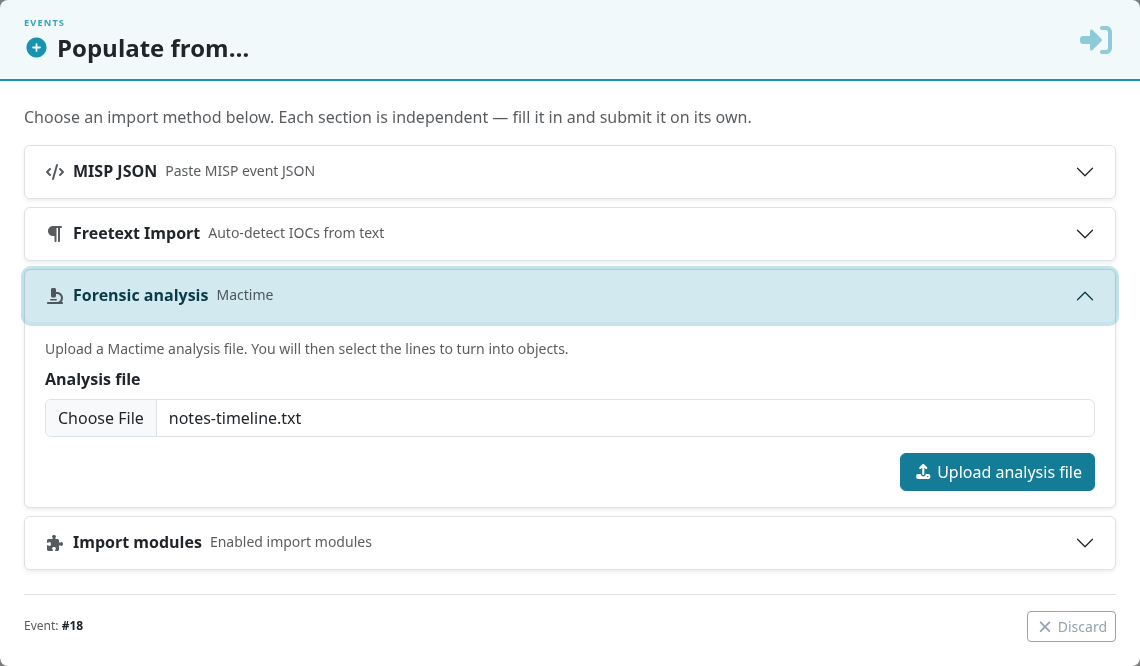 EVENTS
Populate from...
Choose an import method below. Each section is independent — fill it in and submit it on its own.
MISP JSON Paste MISP event JSON
Freetext Import Auto-detect IOCs from text
Forensic analysis Mactime
Upload a Mactime analysis file. You will then select the lines to turn into objects.
Analysis file
Choose File notes-timeline.txt
Upload analysis file
Import modules Enabled import modules
Event: #18
Discard